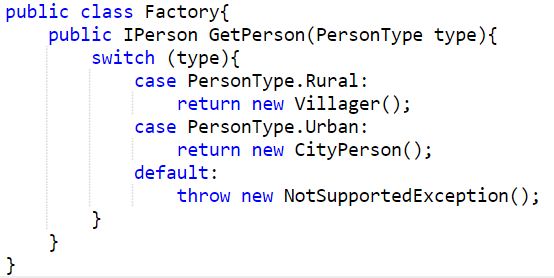 public class Factory{
    public IPerson GetPerson(PersonType type){
        switch (type){
            case PersonType.Rural:
                return new Villager();
            case PersonType.Urban:
                return new CityPerson();
            default:
                throw new NotSupportedException();
        }
    }
}